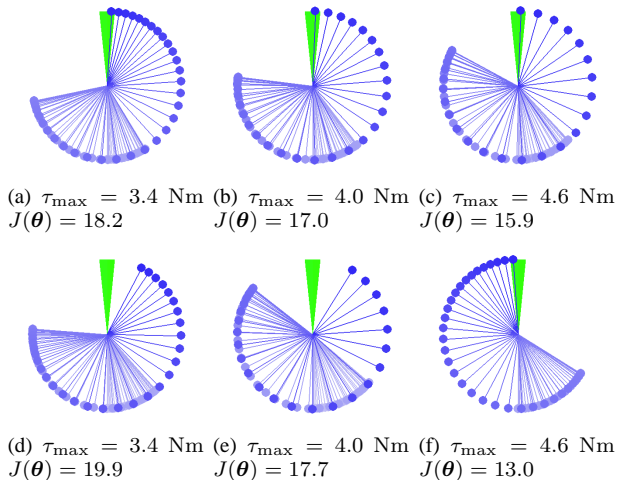 (a) τmax = 3.4 Nm
J(θ) = 18.2
(b) τmax = 4.0 Nm
J(θ) = 17.0
(c) τmax = 4.6 Nm
J(θ) = 15.9
(d) τmax = 3.4 Nm
J(θ) = 19.9
(e) τmax = 4.0 Nm
J(θ) = 17.7
(f) τmax = 4.6 Nm
J(θ) = 13.0